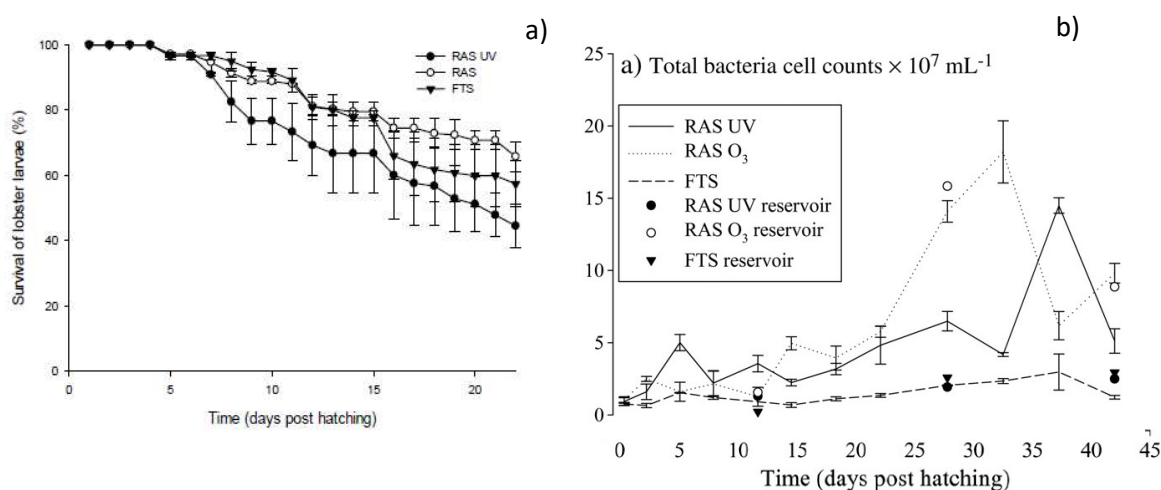 a)
100
80
60
40
20
0
Survival of lobster larvae (%)
RAS UV
RAS
FTS
0 5 10 15 20
Time (days post hatching)
b)
a) Total bacteria cell counts × 10⁷ mL⁻¹
25
20
15
10
5
0
RAS UV
RAS O₃
FTS
RAS UV reservoir
RAS O₃ reservoir
FTS reservoir
0 5 10 15 20 25 30 35 40 45
Time (days post hatching)